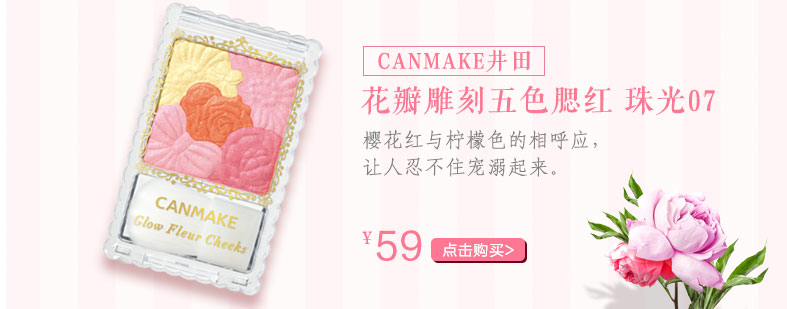 CANMAKE
Glow Fleur Cheeks
CANMAKE井田
花瓣雕刻五色腮红 珠光07
樱花红与柠檬色的相呼应，
让人忍不住宠溺起来。
¥59 点击购买>